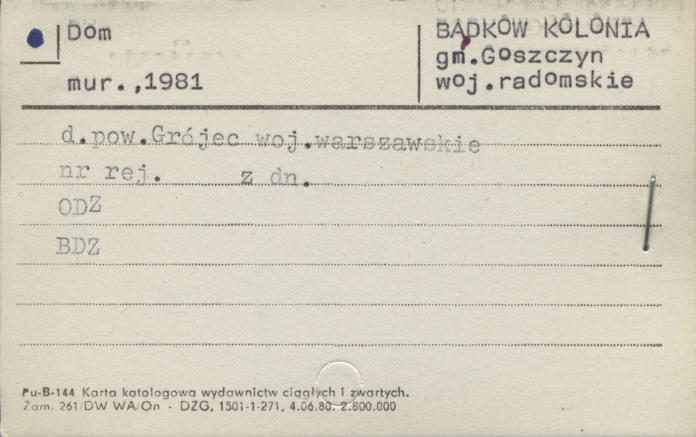 Dom
mur.,1981
BĄDKÓW KOLONIA
gm.Goszczyn
woj.radomskie
d.pow.Grójec woj.warszawskie
nr rej. z dn.
ODZ
BDZ
Pu-B-144 Karta katologowa wydawnictw ciągłych i zwartych.
Zam. 261/DW WA/On - DZG, 1501-1-271, 4.06.80. 2.800.000